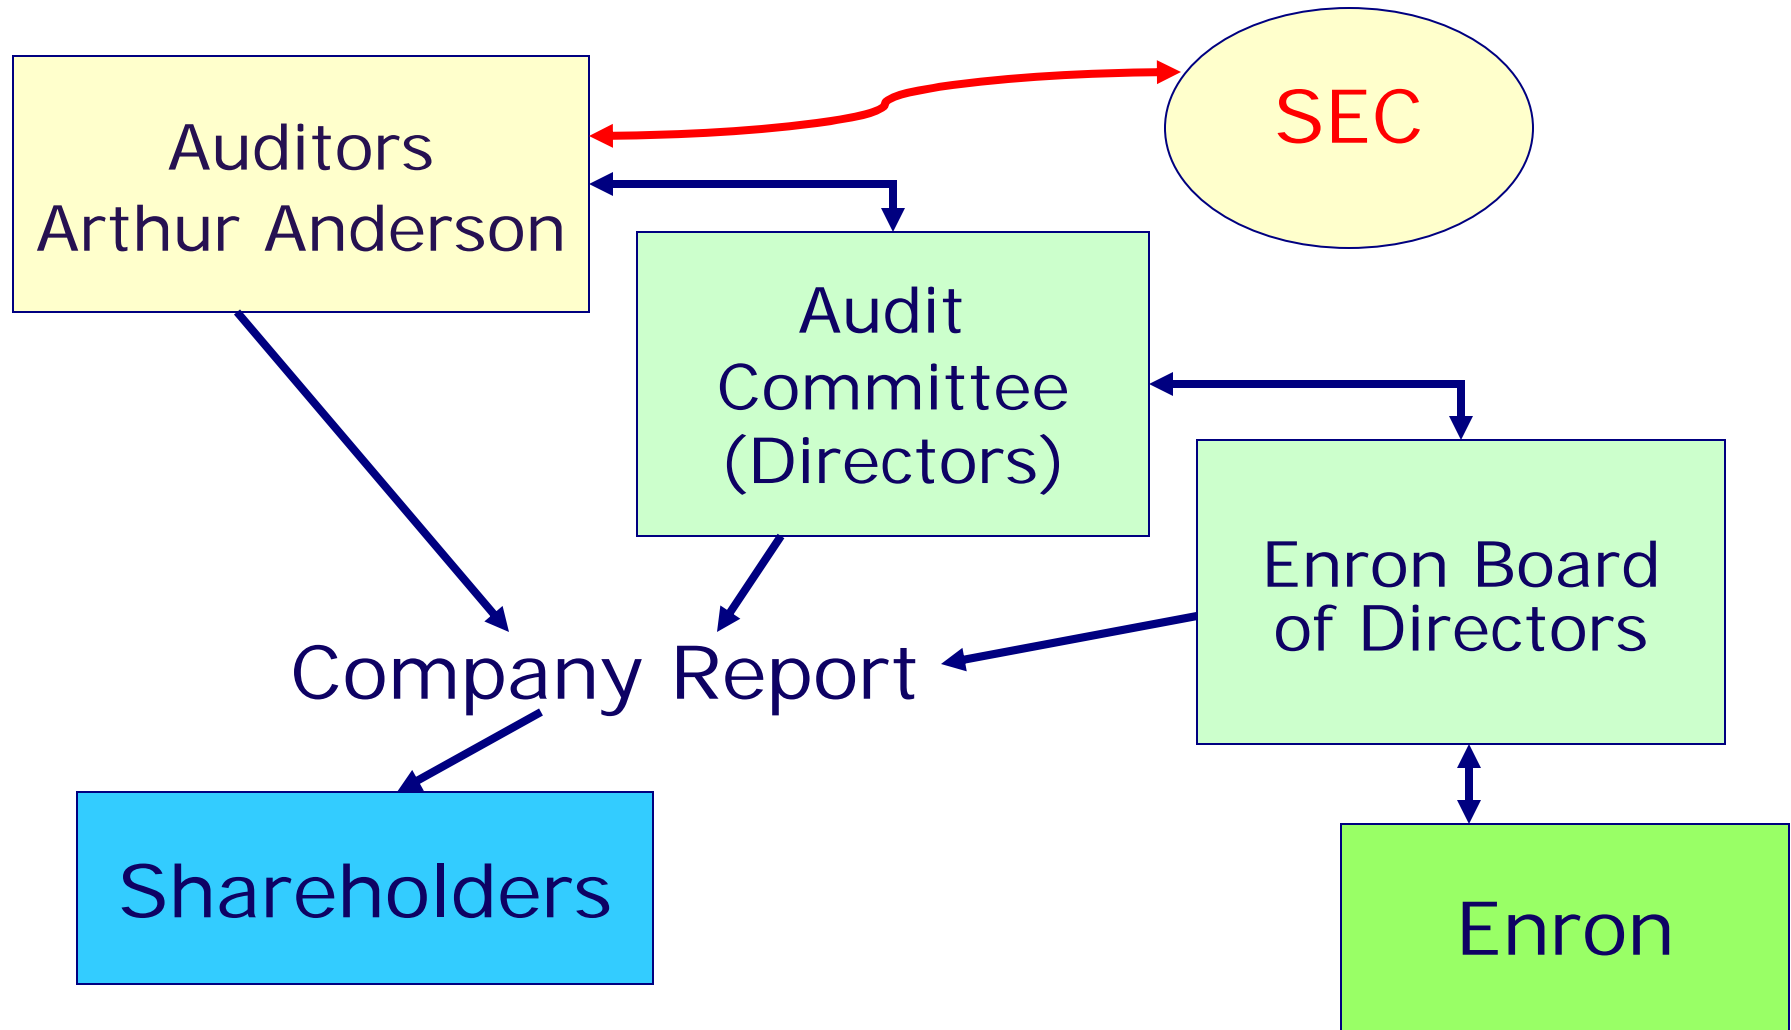 SEC
Auditors
Arthur Anderson
Audit
Committee
(Directors)
Enron Board
of Directors
Company Report
Shareholders
Enron